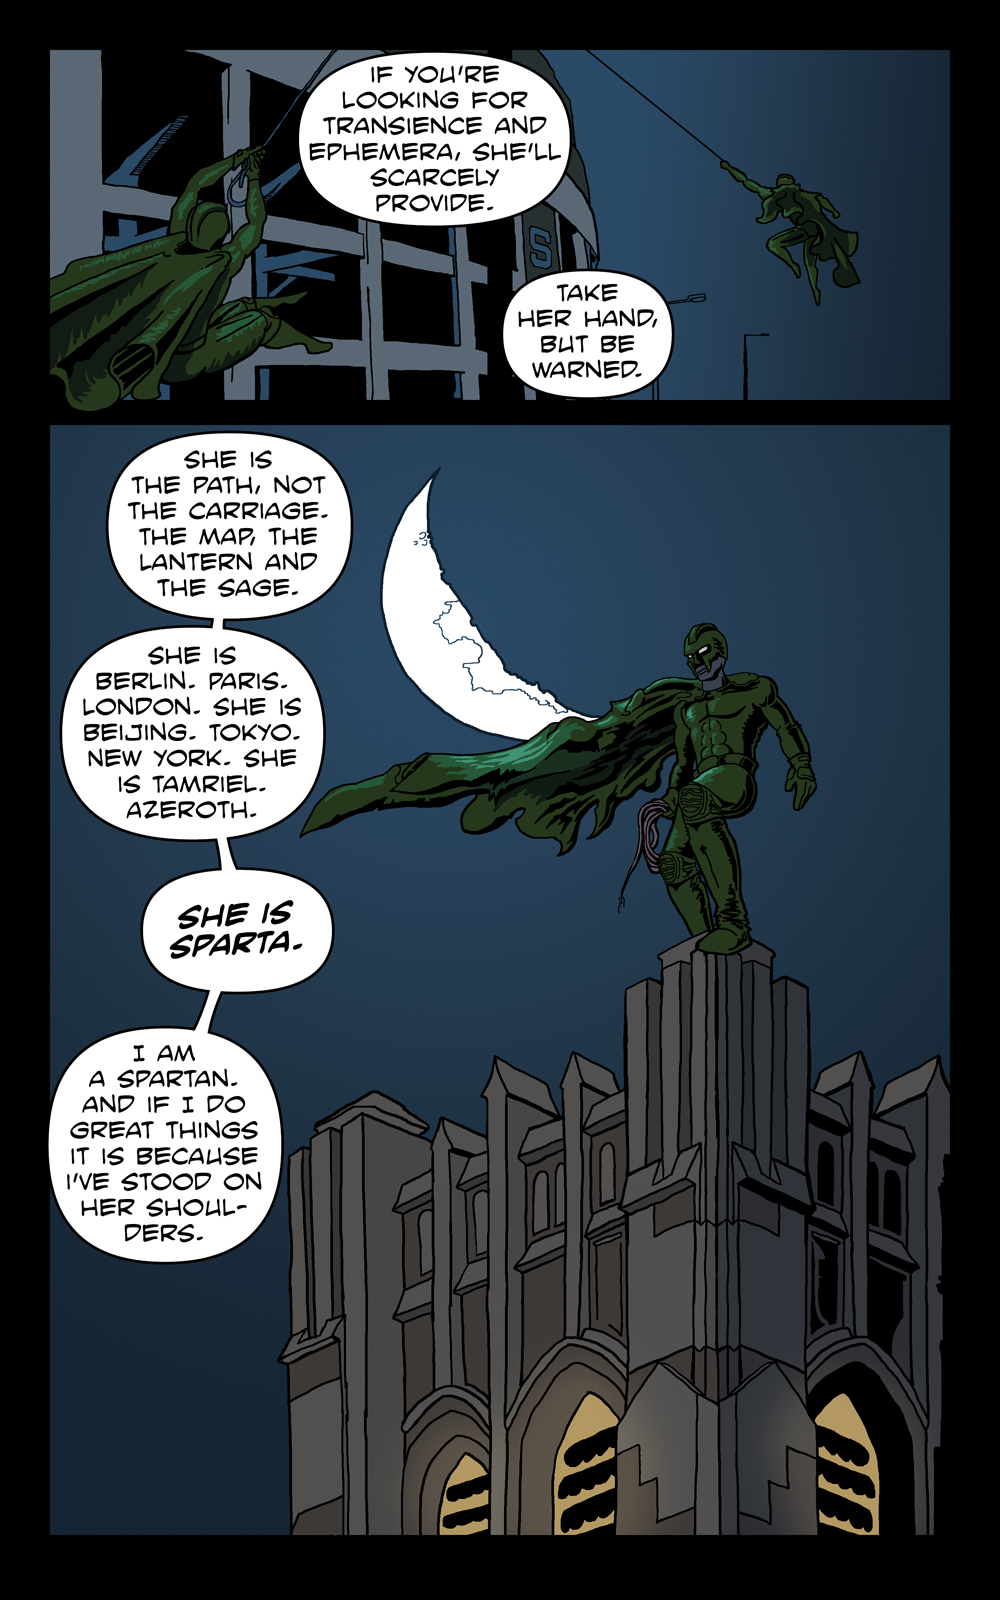 IF YOU'RE
LOOKING FOR
TRANSIENCE AND
EPHEMERA, SHE'LL
SCARCELY
PROVIDE.
S
TAKE
HER HAND,
BUT BE
WARNED.
SHE IS
THE PATH, NOT
THE CARRIAGE.
THE MAP, THE
LANTERN AND
THE SAGE.
SHE IS
BERLIN. PARIS.
LONDON. SHE IS
BEIJING. TOKYO.
NEW YORK. SHE
IS TAMRIEL.
AZEROTH.
SHE IS
SPARTA.
I AM
A SPARTAN.
AND IF I DO
GREAT THINGS
IT IS BECAUSE
I'VE STOOD ON
HER SHOUL-
DERS.